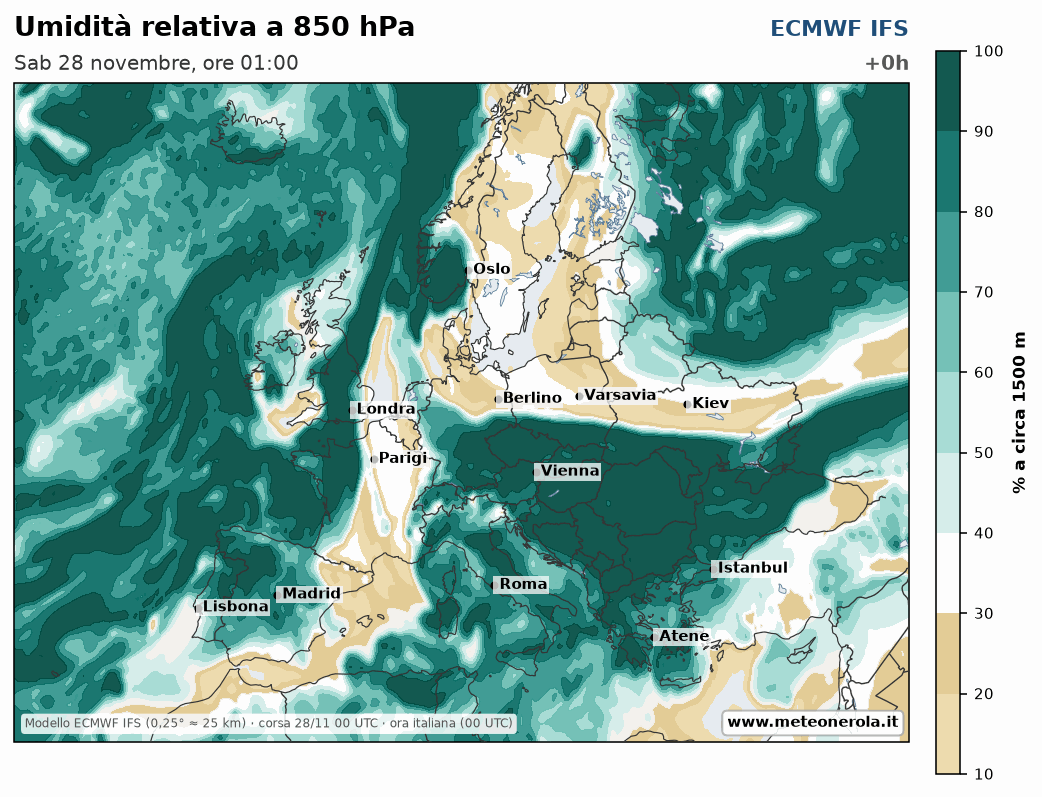 Umidità relativa a 850 hPa
ECMWF IFS
Sab 28 novembre, ore 01:00
+0h
100
90
80
70
60
50
40
30
20
10
% a circa 1500 m
Oslo
Londra
Berlino
Varsavia
Kiev
Parigi
Vienna
Istanbul
Roma
Madrid
Lisbona
Atene
Modello ECMWF IFS (0,25° ≈ 25 km) · corsa 28/11 00 UTC · ora italiana (00 UTC)
www.meteonerola.it